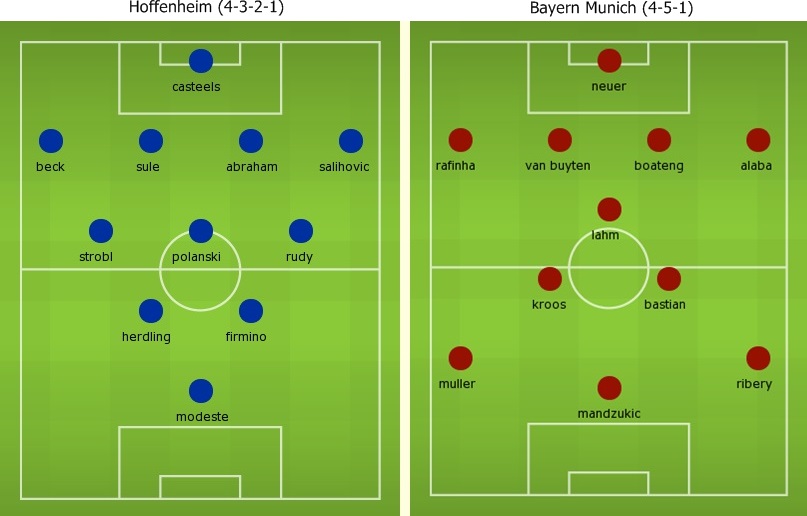 Hoffenheim (4-3-2-1)
casteels
beck sule abraham salihovic
strobl polanski rudy
herdling firmino
modeste
Bayern Munich (4-5-1)
neuer
rafinha van buyten boateng alaba
lahm
kroos bastian
muller ribery
mandzukic